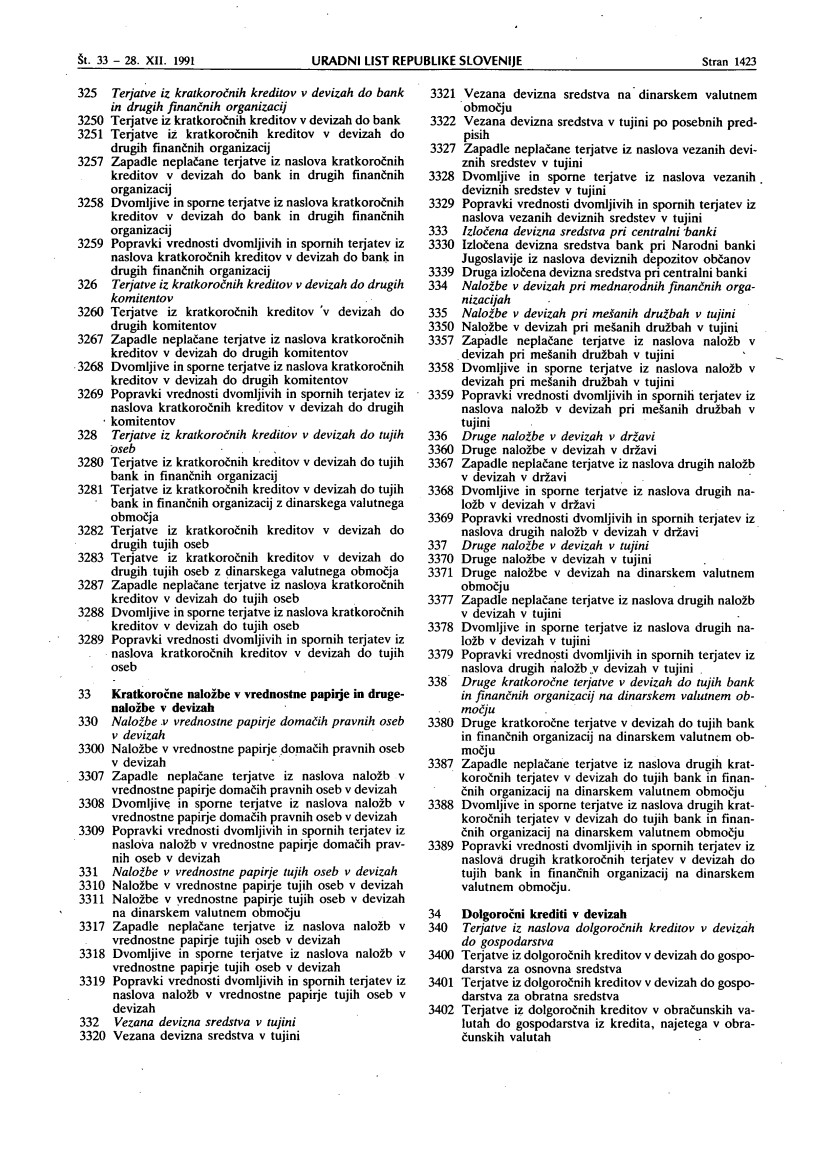 Št. 33 – 28. XII. 1991
URADNI LIST REPUBLIKE SLOVENIJE
Stran 1423
325 Terjatve iz kratkoročnih kreditov v devizah do bank
in drugih finančnih organizacij
3250 Terjatve iz kratkoročnih kreditov v devizah do bank
3251 Terjatve iz kratkoročnih kreditov v devizah do
drugih finančnih organizacij
3257 Zapadle neplačane terjatve iz naslova kratkoročnih
kreditov v devizah do bank in drugih finančnih
organizacij
3258 Dvomljive in sporne terjatve iz naslova kratkoročnih
kreditov v devizah do bank in drugih finančnih
organizacij
3259 Popravki vrednosti dvomljivih in spornih terjatev iz
naslova kratkoročnih kreditov v devizah do bank in
drugih finančnih organizacij
326 Terjatve iz kratkoročnih kreditov v devizah do drugih
komitentov
3260 Terjatve iz kratkoročnih kreditov v devizah do
drugih komitentov
3267 Zapadle neplačane terjatve iz naslova kratkoročnih
kreditov v devizah do drugih komitentov
3268 Dvomljive in sporne terjatve iz naslova kratkoročnih
kreditov v devizah do drugih komitentov
3269 Popravki vrednosti dvomljivih in spornih terjatev iz
naslova kratkoročnih kreditov v devizah do drugih
komitentov
328 Terjatve iz kratkoročnih kreditov v devizah do tujih
oseb
3280 Terjatve iz kratkoročnih kreditov v devizah do tujih
bank in finančnih organizacij
3281 Terjatve iz kratkoročnih kreditov v devizah do tujih
bank in finančnih organizacij z dinarskega valutnega
območja
3282 Terjatve iz kratkoročnih kreditov v devizah do
drugih tujih oseb
3283 Terjatve iz kratkoročnih kreditov v devizah do
drugih tujih oseb z dinarskega valutnega območja
3287 Zapadle neplačane terjatve iz naslova kratkoročnih
kreditov v devizah do tujih oseb
3288 Dvomljive in sporne terjatve iz naslova kratkoročnih
kreditov v devizah do tujih oseb
3289 Popravki vrednosti dvomljivih in spornih terjatev iz
naslova kratkoročnih kreditov v devizah do tujih
oseb
33 Kratkoročne naložbe v vrednostne papirje in druge-
naložbe v devizah
330 Naložbe v vrednostne papirje domačih pravnih oseb
v devizah
3300 Naložbe v vrednostne papirje domačih pravnih oseb
v devizah
3307 Zapadle neplačane terjatve iz naslova naložb v
vrednostne papirje domačih pravnih oseb v devizah
3308 Dvomljive in sporne terjatve iz naslova naložb v
vrednostne papirje domačih pravnih oseb v devizah
3309 Popravki vrednosti dvomljivih in spornih terjatev iz
naslova naložb v vrednostne papirje domačih prav-
nih oseb v devizah
331 Naložbe v vrednostne papirje tujih oseb v devizah
3310 Naložbe v vrednostne papirje tujih oseb v devizah
3311 Naložbe v vrednostne papirje tujih oseb v devizah
na dinarskem valutnem območju
3317 Zapadle neplačane terjatve iz naslova naložb v
vrednostne papirje tujih oseb v devizah
3318 Dvomljive in sporne terjatve iz naslova naložb v
vrednostne papirje tujih oseb v devizah
3319 Popravki vrednosti dvomljivih in spornih terjatev iz
naslova naložb v vrednostne papirje tujih oseb v
devizah
332 Vezana devizna sredstva v tujini
3320 Vezana devizna sredstva v tujini
3321 Vezana devizna sredstva na dinarskem valutnem
območju
3322 Vezana devizna sredstva v tujini po posebnih pred-
pisih
3327 Zapadle neplačane terjatve iz naslova vezanih devi-
znih sredstev v tujini
3328 Dvomljive in sporne terjatve iz naslova vezanih
deviznih sredstev v tujini
3329 Popravki vrednosti dvomljivih in spornih terjatev iz
naslova vezanih deviznih sredstev v tujini
333 Izločena devizna sredstva pri centralni banki
3330 Izločena devizna sredstva bank pri Narodni banki
Jugoslavije iz naslova deviznih depozitov občanov
3339 Druga izločena devizna sredstva pri centralni banki
334 Naložbe v devizah pri mednarodnih finančnih orga-
nizacijah
335 Naložbe v devizah pri mešanih družbah v tujini
3350 Naložbe v devizah pri mešanih družbah v tujini
3357 Zapadle neplačane terjatve iz naslova naložb v
devizah pri mešanih družbah v tujini
3358 Dvomljive in sporne terjatve iz naslova naložb v
devizah pri mešanih družbah v tujini
3359 Popravki vrednosti dvomljivih in spornih terjatev iz
naslova naložb v devizah pri mešanih družbah v
tujini
336 Druge naložbe v devizah v državi
3360 Druge naložbe v devizah v državi
3367 Zapadle neplačane terjatve iz naslova drugih naložb
v devizah v državi
3368 Dvomljive in sporne terjatve iz naslova drugih na-
ložb v devizah v državi
3369 Popravki vrednosti dvomljivih in spornih terjatev iz
naslova drugih naložb v devizah v državi
337 Druge naložbe v devizah v tujini
3370 Druge naložbe v devizah v tujini
3371 Druge naložbe v devizah na dinarskem valutnem
območju
3377 Zapadle neplačane terjatve iz naslova drugih naložb
v devizah v tujini
3378 Dvomljive in sporne terjatve iz naslova drugih na-
ložb v devizah v tujini
3379 Popravki vrednosti dvomljivih in spornih terjatev iz
naslova drugih naložb v devizah v tujini
338 Druge kratkoročne terjatve v devizah do tujih bank
in finančnih organizacij na dinarskem valutnem ob-
močju
3380 Druge kratkoročne terjatve v devizah do tujih bank
in finančnih organizacij na dinarskem valutnem ob-
močju
3387 Zapadle neplačane terjatve iz naslova drugih krat-
koročnih terjatev v devizah do tujih bank in finan-
čnih organizacij na dinarskem valutnem območju
3388 Dvomljive in sporne terjatve iz naslova drugih krat-
koročnih terjatev v devizah do tujih bank in finan-
čnih organizacij na dinarskem valutnem območju
3389 Popravki vrednosti dvomljivih in spornih terjatev iz
naslova drugih kratkoročnih terjatev v devizah do
tujih bank in finančnih organizacij na dinarskem
valutnem območju.
34 Dolgoročni krediti v devizah
340 Terjatve iz naslova dolgoročnih kreditov v devizah
do gospodarstva
3400 Terjatve iz dolgoročnih kreditov v devizah do gospo-
darstva za osnovna sredstva
3401 Terjatve iz dolgoročnih kreditov v devizah do gospo-
darstva za obratna sredstva
3402 Terjatve iz dolgoročnih kreditov v obračunskih va-
lutah do gospodarstva iz kredita, najetega v obra-
čunskih valutah